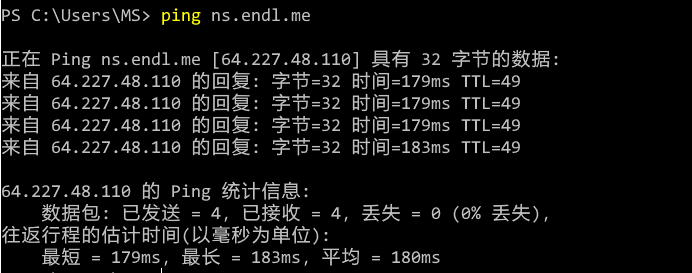 PS C:\Users\MS> ping ns.endl.me
正在 Ping ns.endl.me [64.227.48.110] 具有 32 字节的数据:
来自 64.227.48.110 的回复: 字节=32 时间=179ms TTL=49
来自 64.227.48.110 的回复: 字节=32 时间=179ms TTL=49
来自 64.227.48.110 的回复: 字节=32 时间=179ms TTL=49
来自 64.227.48.110 的回复: 字节=32 时间=183ms TTL=49
64.227.48.110 的 Ping 统计信息:
数据包: 已发送 = 4, 已接收 = 4, 丢失 = 0 (0% 丢失),
往返行程的估计时间(以毫秒为单位):
最短 = 179ms, 最长 = 183ms, 平均 = 180ms